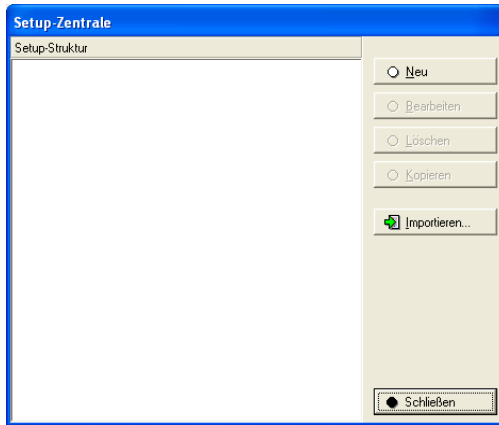 Setup-Zentrale
Setup-Struktur
Neu
Bearbeiten
Löschen
Kopieren
Importieren...
Schließen